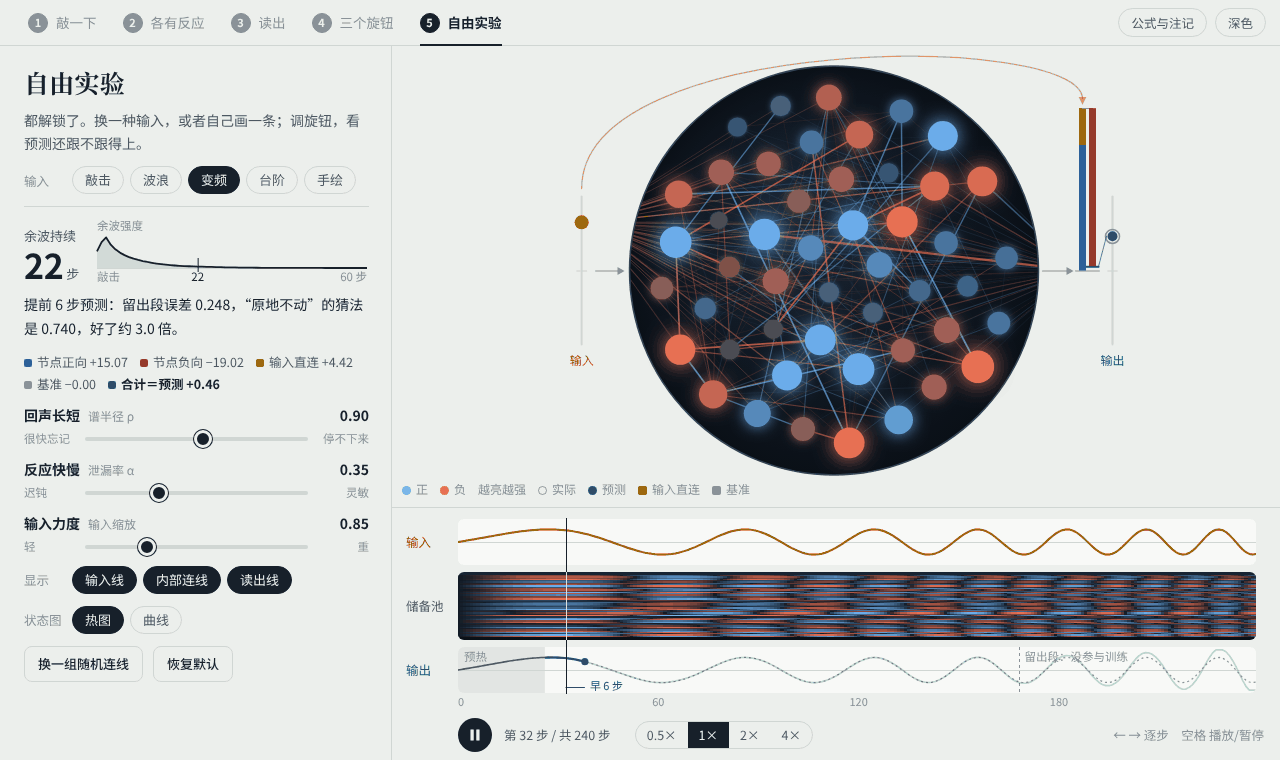 1 敲一下 2 各有反应 3 读出 4 三个旋钮 5 自由实验 公式与注记 深色
自由实验
都解锁了。换一种输入，或者自己画一条；调旋钮，看
预测还跟不跟得上。
输入 敲击 波浪 变频 台阶 手绘
余波持续
22 步
余波强度
敲击 22 60 步
提前 6 步预测：留出段误差 0.248，“原地不动”的猜法
是 0.740，好了约 3.0 倍。
节点正向 +15.07 节点负向 −19.02 输入直连 +4.42
基准 −0.00 合计＝预测 +0.46
回声长短 谱半径 ρ 0.90
很快忘记 停不下来
反应快慢 泄漏率 α 0.35
迟钝 灵敏
输入力度 输入缩放 0.85
轻 重
显示 输入线 内部连线 读出线
状态图 热图 曲线
换一组随机连线 恢复默认
输入
输出
正 负 越亮越强 实际 预测 输入直连 基准
输入
储备池
输出
预热
早 6 步
留出段：没参与训练
0 60 120 180
第 32 步 / 共 240 步 0.5× 1× 2× 4× ← → 逐步 空格 播放/暂停